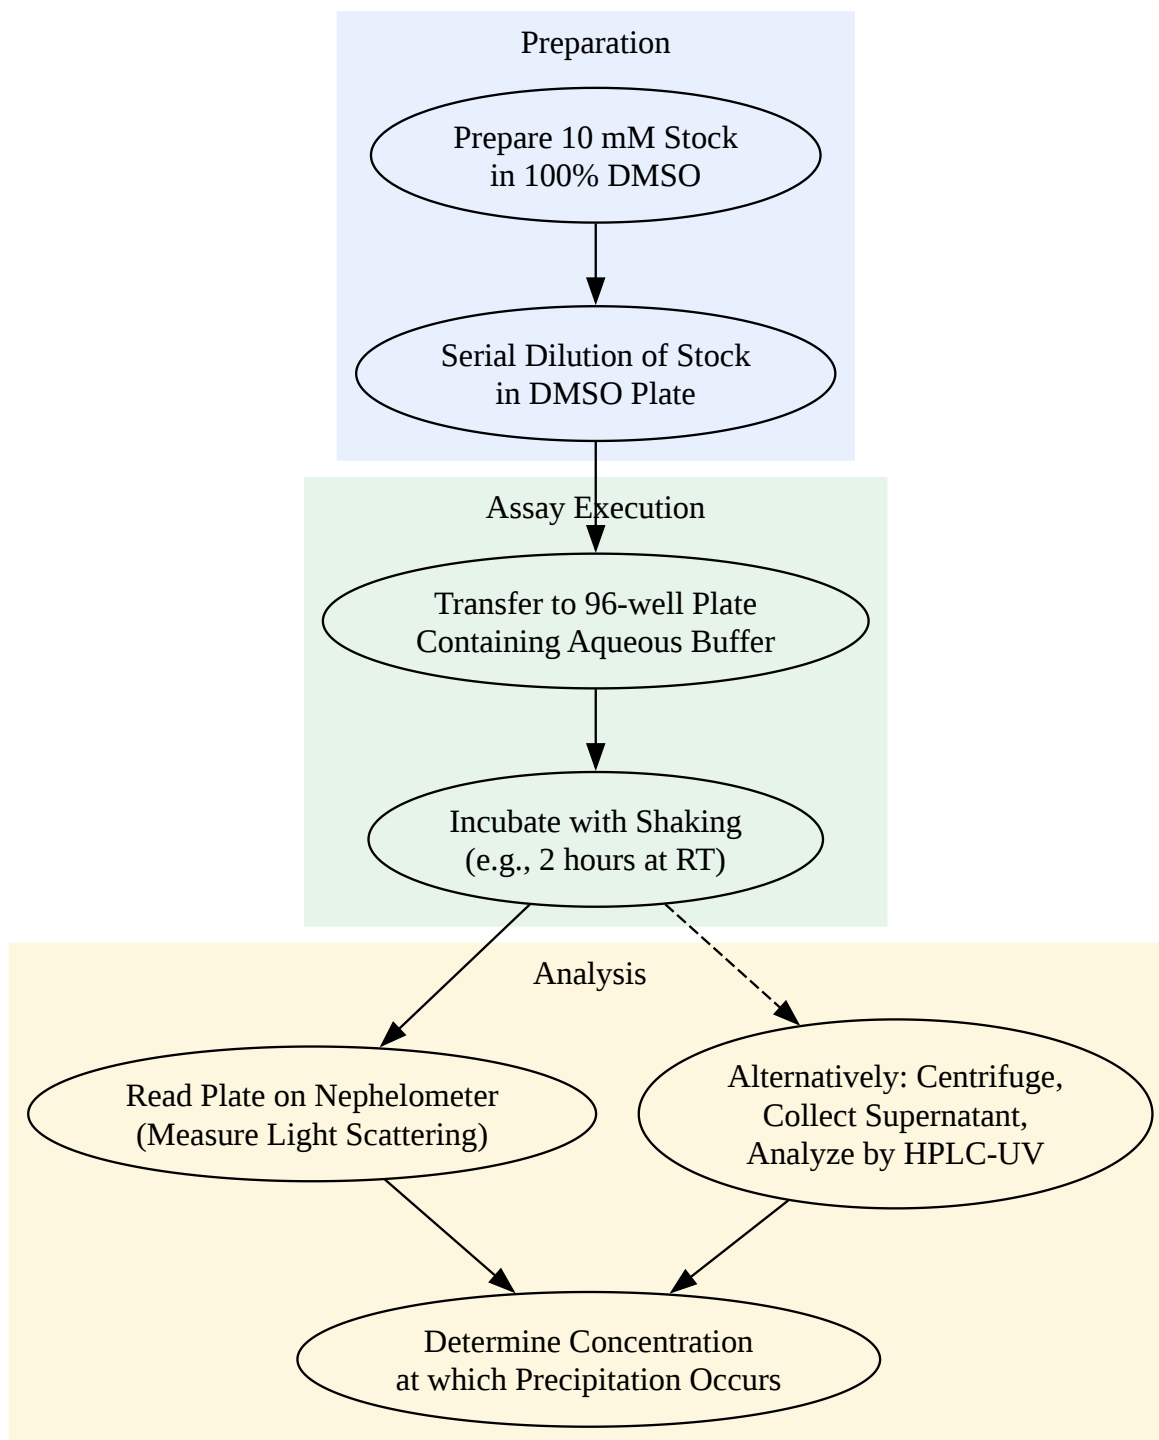 Preparation
Prepare 10 mM Stock
in 100% DMSO
Serial Dilution of Stock
in DMSO Plate
Assay Execution
Transfer to 96-well Plate
Containing Aqueous Buffer
Incubate with Shaking
(e.g., 2 hours at RT)
Analysis
Read Plate on Nephelometer
(Measure Light Scattering)
Alternatively: Centrifuge,
Collect Supernatant,
Analyze by HPLC-UV
Determine Concentration
at which Precipitation Occurs